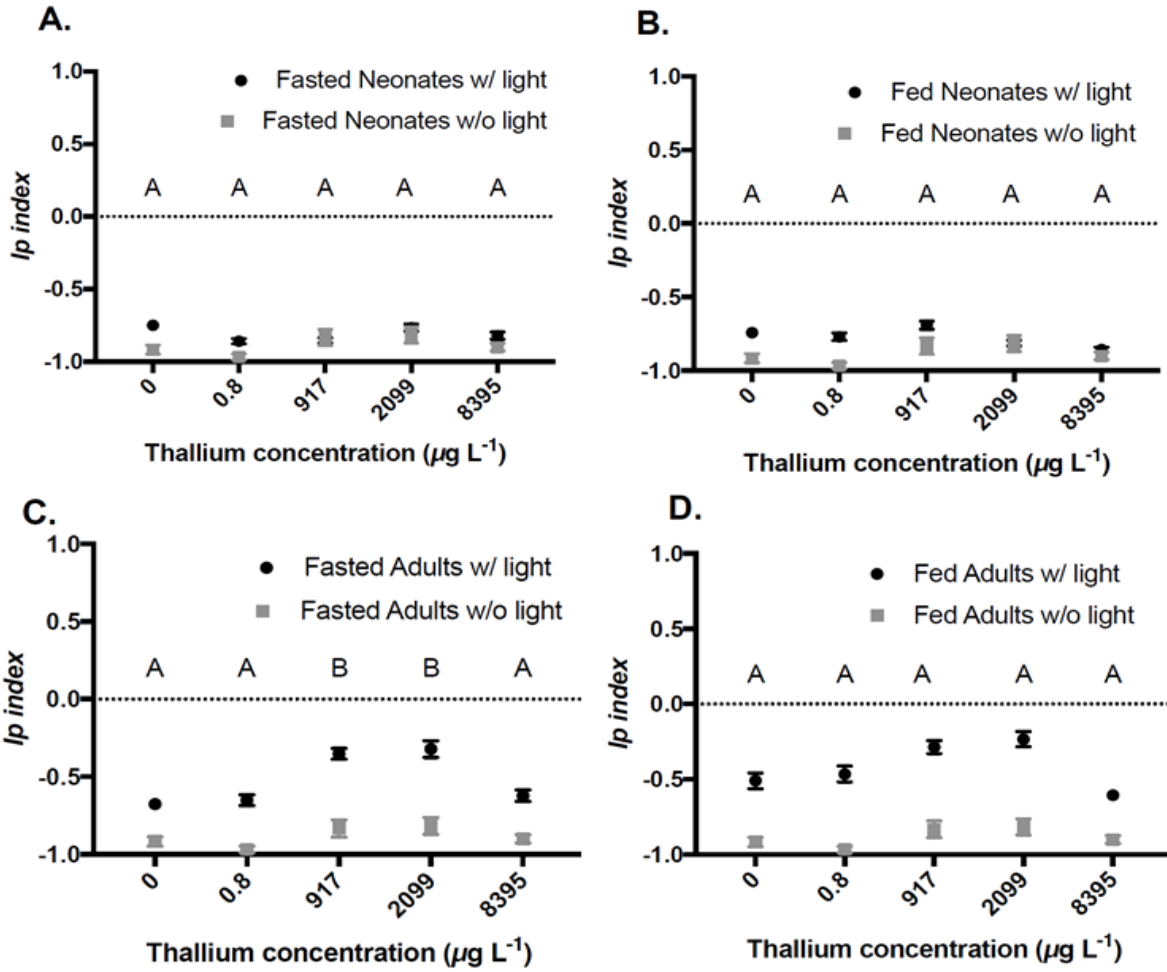 A.
1.0
Fasted Neonates w/ light
Fasted Neonates w/o light
0.5
A A A A A
0.0
-0.5
-1.0
Ip index
0 0.8 917 2099 8395
Thallium concentration (µg L⁻¹)
B.
1.0
Fed Neonates w/ light
Fed Neonates w/o light
0.5
A A A A A
0.0
-0.5
-1.0
Ip index
0 0.8 917 2099 8395
Thallium concentration (µg L⁻¹)
C.
1.0
Fasted Adults w/ light
Fasted Adults w/o light
0.5
A A B B A
0.0
-0.5
-1.0
Ip index
0 0.8 917 2099 8395
Thallium concentration (µg L⁻¹)
D.
1.0
Fed Adults w/ light
Fed Adults w/o light
0.5
A A A A A
0.0
-0.5
-1.0
Ip index
0 0.8 917 2099 8395
Thallium concentration (µg L⁻¹)